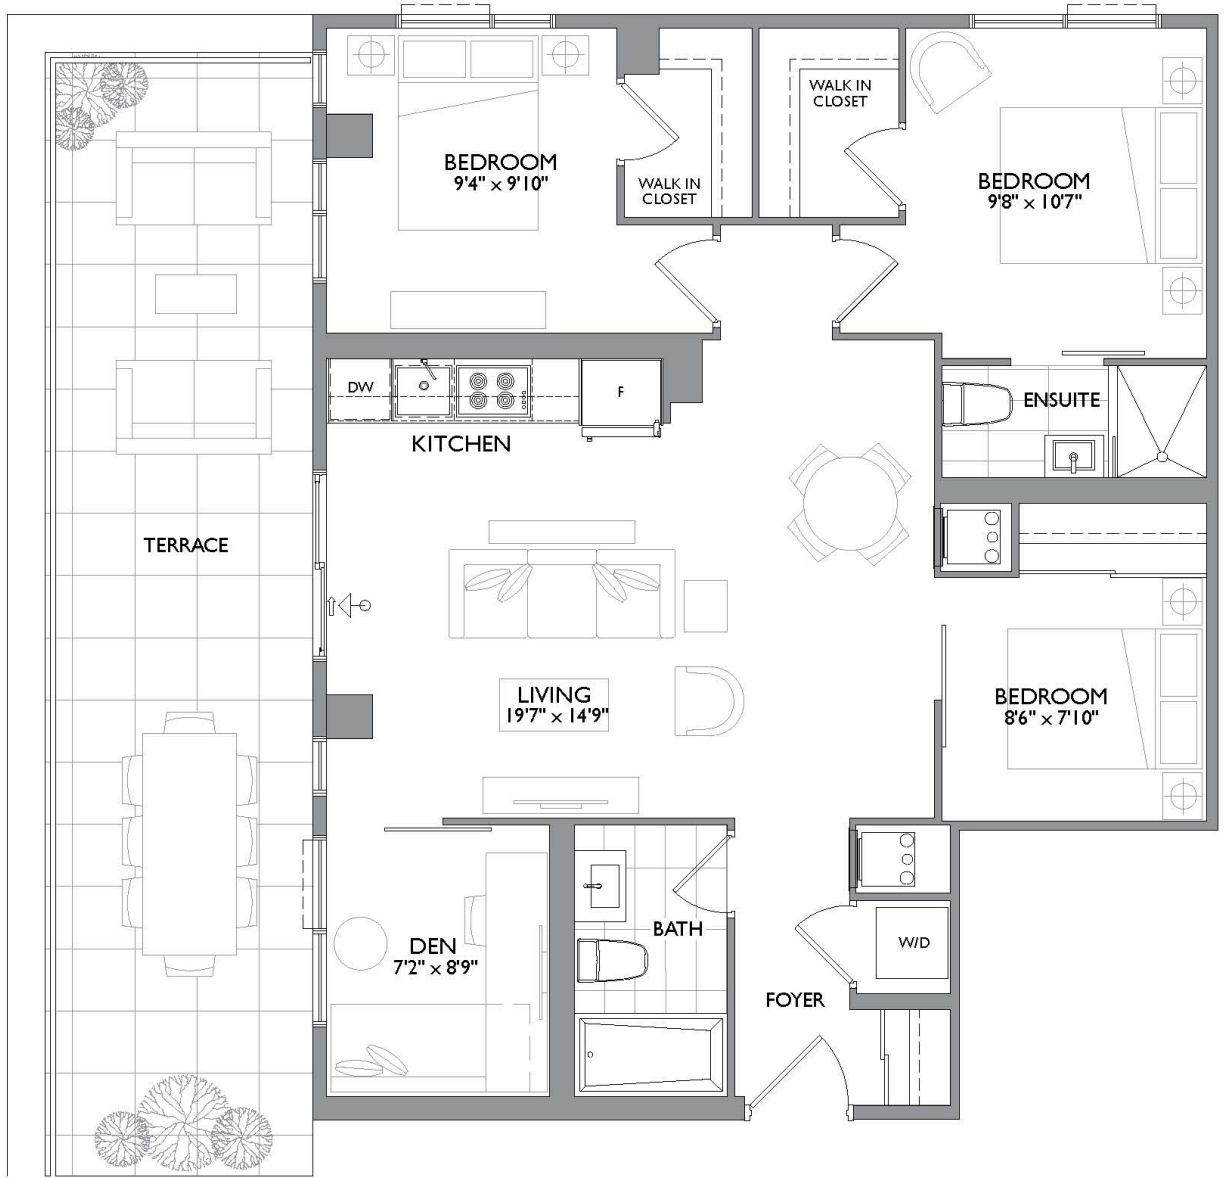 WALK IN
CLOSET
BEDROOM
9'4" x 9'10"
WALK IN
CLOSET
BEDROOM
9'8" x 10'7"
DW
F
KITCHEN
ENSUITE
TERRACE
LIVING
19'7" x 14'9"
BEDROOM
8'6" x 7'10"
BATH
DEN
7'2" x 8'9"
W/D
FOYER